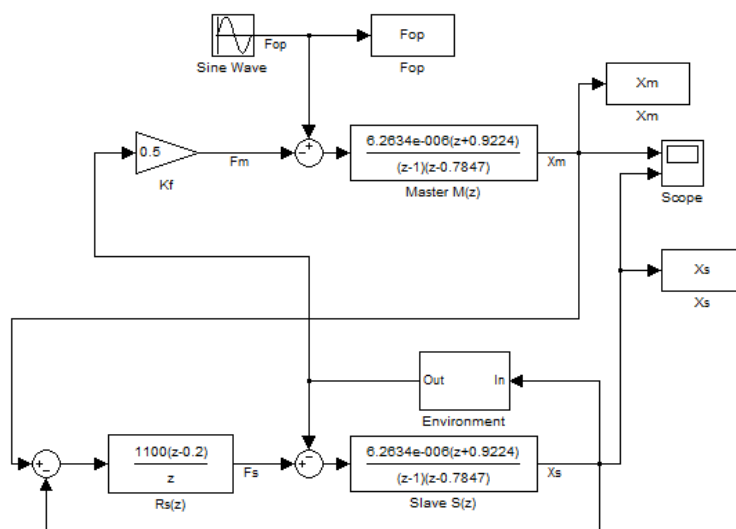 Fop
Fop
Sine Wave
Fop
Xm
Xm
0.5
Fm
Kf
6.2634e-006(z+0.9224)
(z-1)(z-0.7847)
Master M(z)
Xm
Scope
Xs
Xs
Out
In
Environment
1100(z-0.2)
z
Rs(z)
Fs
6.2634e-006(z+0.9224)
(z-1)(z-0.7847)
Slave S(z)
Xs